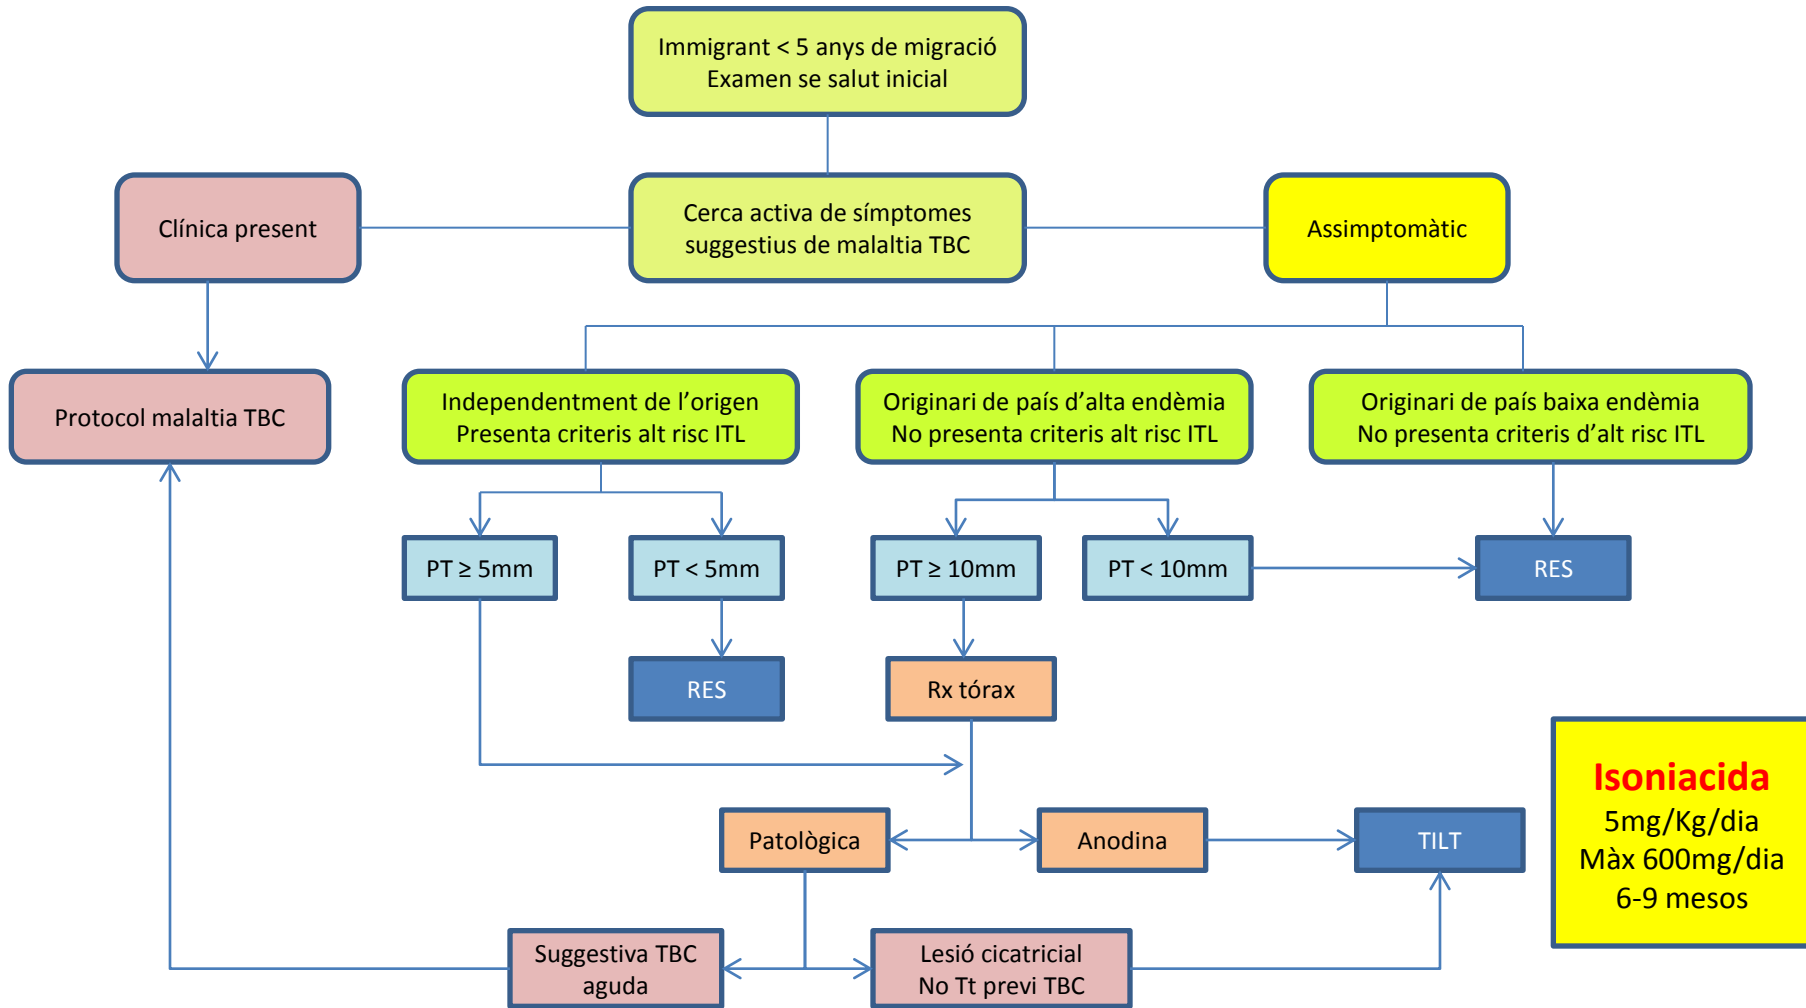 Immigrant < 5 anys de migració
Examen se salut inicial
Clínica present
Cerca activa de símptomes
suggestius de malaltia TBC
Assimptomàtic
Protocol malaltia TBC
Independentment de l’origen
Presenta criteris alt risc ITL
Originari de país d’alta endèmia
No presenta criteris alt risc ITL
Originari de país baixa endèmia
No presenta criteris d’alt risc ITL
PT ≥ 5mm
PT < 5mm
PT ≥ 10mm
PT < 10mm
RES
RES
Rx tórax
Isoniacida
5mg/Kg/dia
Màx 600mg/dia
6-9 mesos
Patològica
Anodina
TILT
Suggestiva TBC
aguda
Lesió cicatricial
No Tt previ TBC